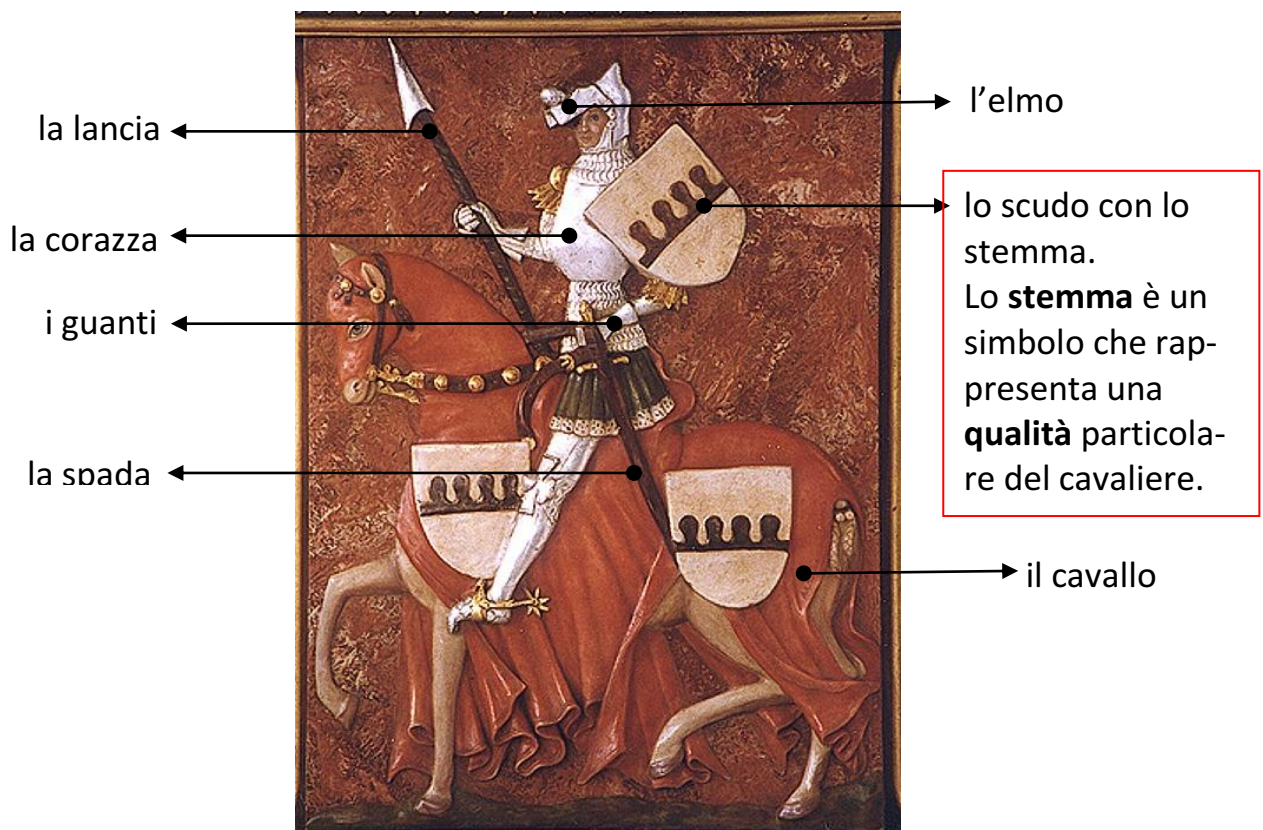 la lancia
la corazza
i guanti
la spada
l’elmo
lo scudo con lo
stemma.
Lo stemma è un
simbolo che rap-
presenta una
qualità particola-
re del cavaliere.
il cavallo